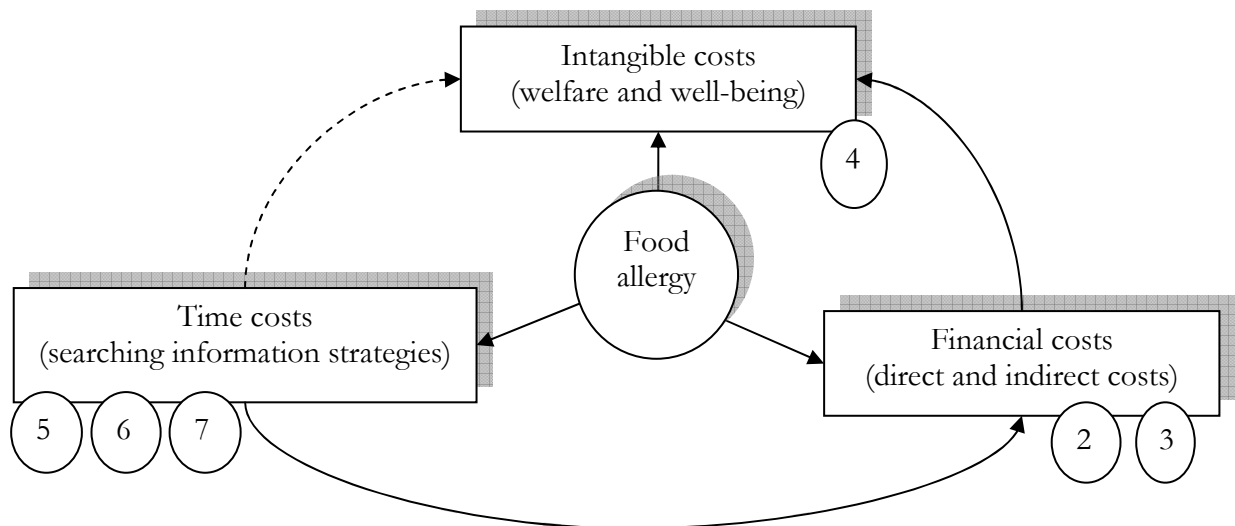 Intangible costs
(welfare and well-being)
4
Food
allergy
Time costs
(searching information strategies)
5
6
7
Financial costs
(direct and indirect costs)
2
3